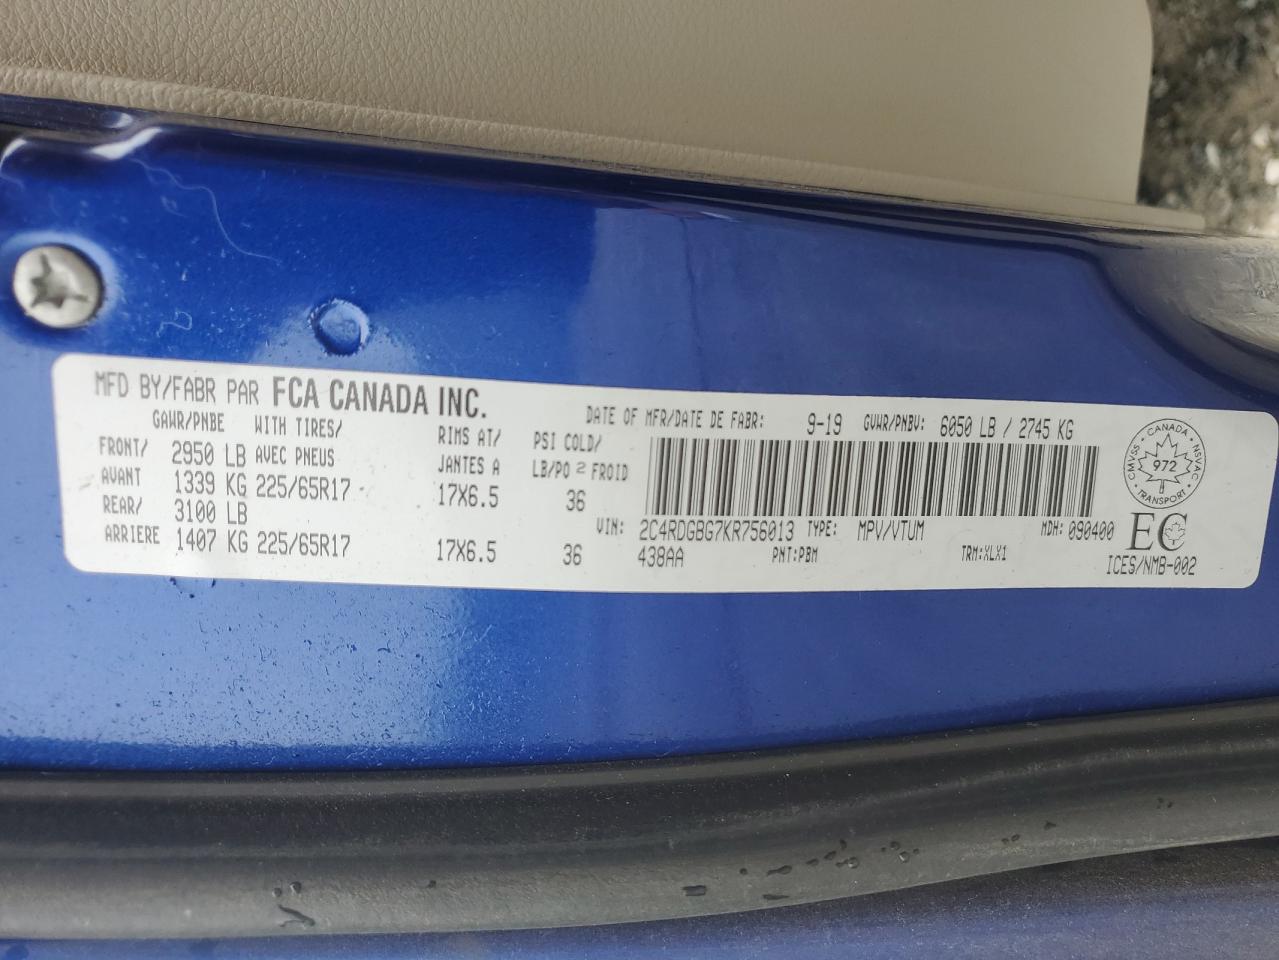 MFD BY/FABR PAR FCA CANADA INC.
DATE OF MFR/DATE DE FABR: 9-19 GVWR/PNBV: 6050 LB / 2745 KG
GAWR/PNBE WITH TIRES/ RIMS AT/ PSI COLD/
FRONT/ 2950 LB AVEC PNEUS JANTES A LB/PO 2 FROID
AVANT 1339 KG 225/65R17 17X6.5 36
REAR/ 3100 LB
ARRIERE 1407 KG 225/65R17 17X6.5 36
VIN: 2C4RDGBG7KR756013 TYPE: MPV/VTUM MDH: 090400
438AA PNT:PBM TRM:XLX1
CANADA
CMVSS 972 NSVAC
TRANSPORT
EC
ICES/NMB-002